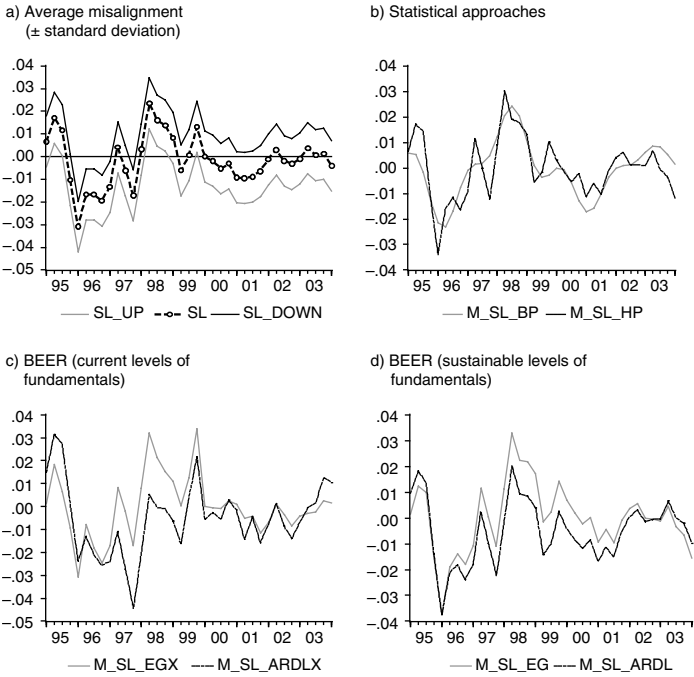 a) Average misalignment
(± standard deviation)
.04
.03
.02
.01
.00
–.01
–.02
–.03
–.04
–.05
95 96 97 98 99 00 01 02 03
SL_UP SL SL_DOWN
b) Statistical approaches
.04
.03
.02
.01
.00
–.01
–.02
–.03
–.04
95 96 97 98 99 00 01 02 03
M_SL_BP M_SL_HP
c) BEER (current levels of
fundamentals)
.04
.03
.02
.01
.00
–.01
–.02
–.03
–.04
–.05
95 96 97 98 99 00 01 02 03
M_SL_EGX M_SL_ARDLX
d) BEER (sustainable levels of
fundamentals)
.04
.03
.02
.01
.00
–.01
–.02
–.03
–.04
95 96 97 98 99 00 01 02 03
M_SL_EG M_SL_ARDL